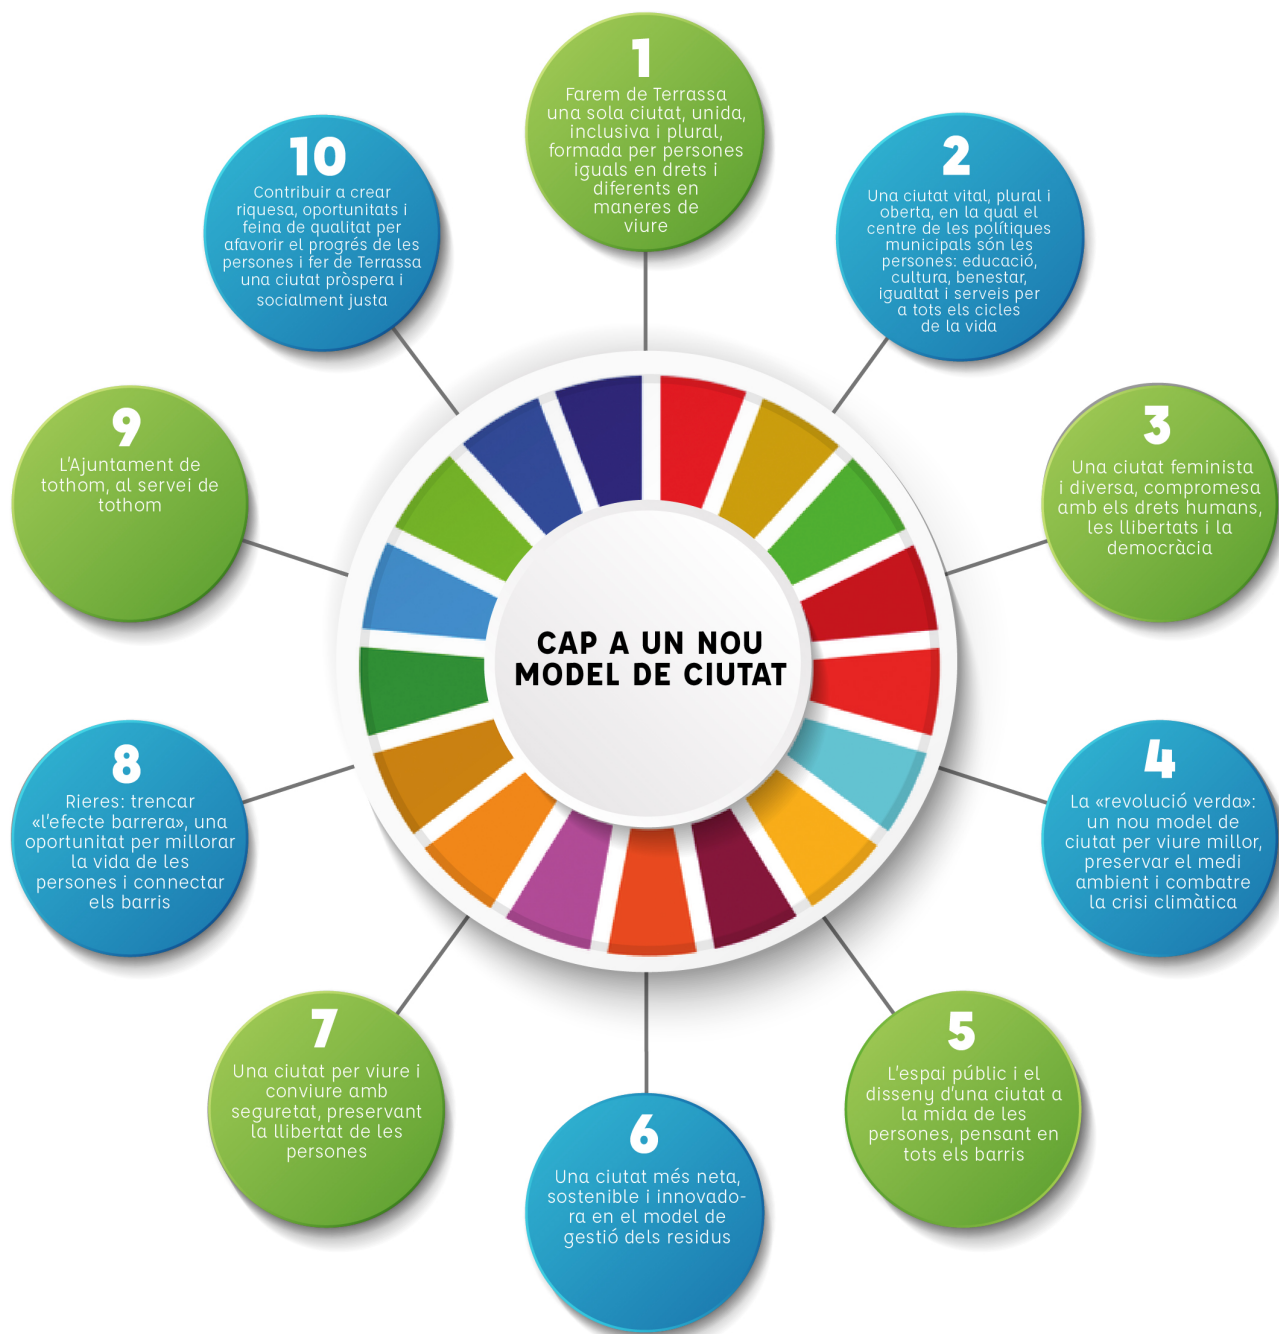 1
Farem de Terrassa
una sola ciutat, unida,
inclusiva i plural,
formada per persones
iguals en drets i
diferents en
maneres de
viure
2
Una ciutat vital, plural i
oberta, en la qual el
centre de les polítiques
municipals són les
persones: educació,
cultura, benestar,
igualtat i serveis per
a tots els cicles
de la vida
3
Una ciutat feminista
i diversa, compromesa
amb els drets humans,
les llibertats i la
democràcia
4
La «revolució verda»:
un nou model de
ciutat per viure millor,
preservar el medi
ambient i combatre
la crisi climàtica
5
L'espai públic i el
disseny d'una ciutat a
la mida de les
persones, pensant en
tots els barris
6
Una ciutat més neta,
sostenible i innovado-
ra en el model de
gestió dels residus
7
Una ciutat per viure i
conviure amb
seguretat, preservant
la llibertat de les
persones
8
Rieres: trencar
«l'efecte barrera», una
oportunitat per millorar
la vida de les
persones i connectar
els barris
9
L'Ajuntament de
tothom, al servei de
tothom
10
Contribuir a crear
riquesa, oportunitats i
feina de qualitat per
afavorir el progrés de les
persones i fer de Terrassa
una ciutat pròspera i
socialment justa
CAP A UN NOU
MODEL DE CIUTAT